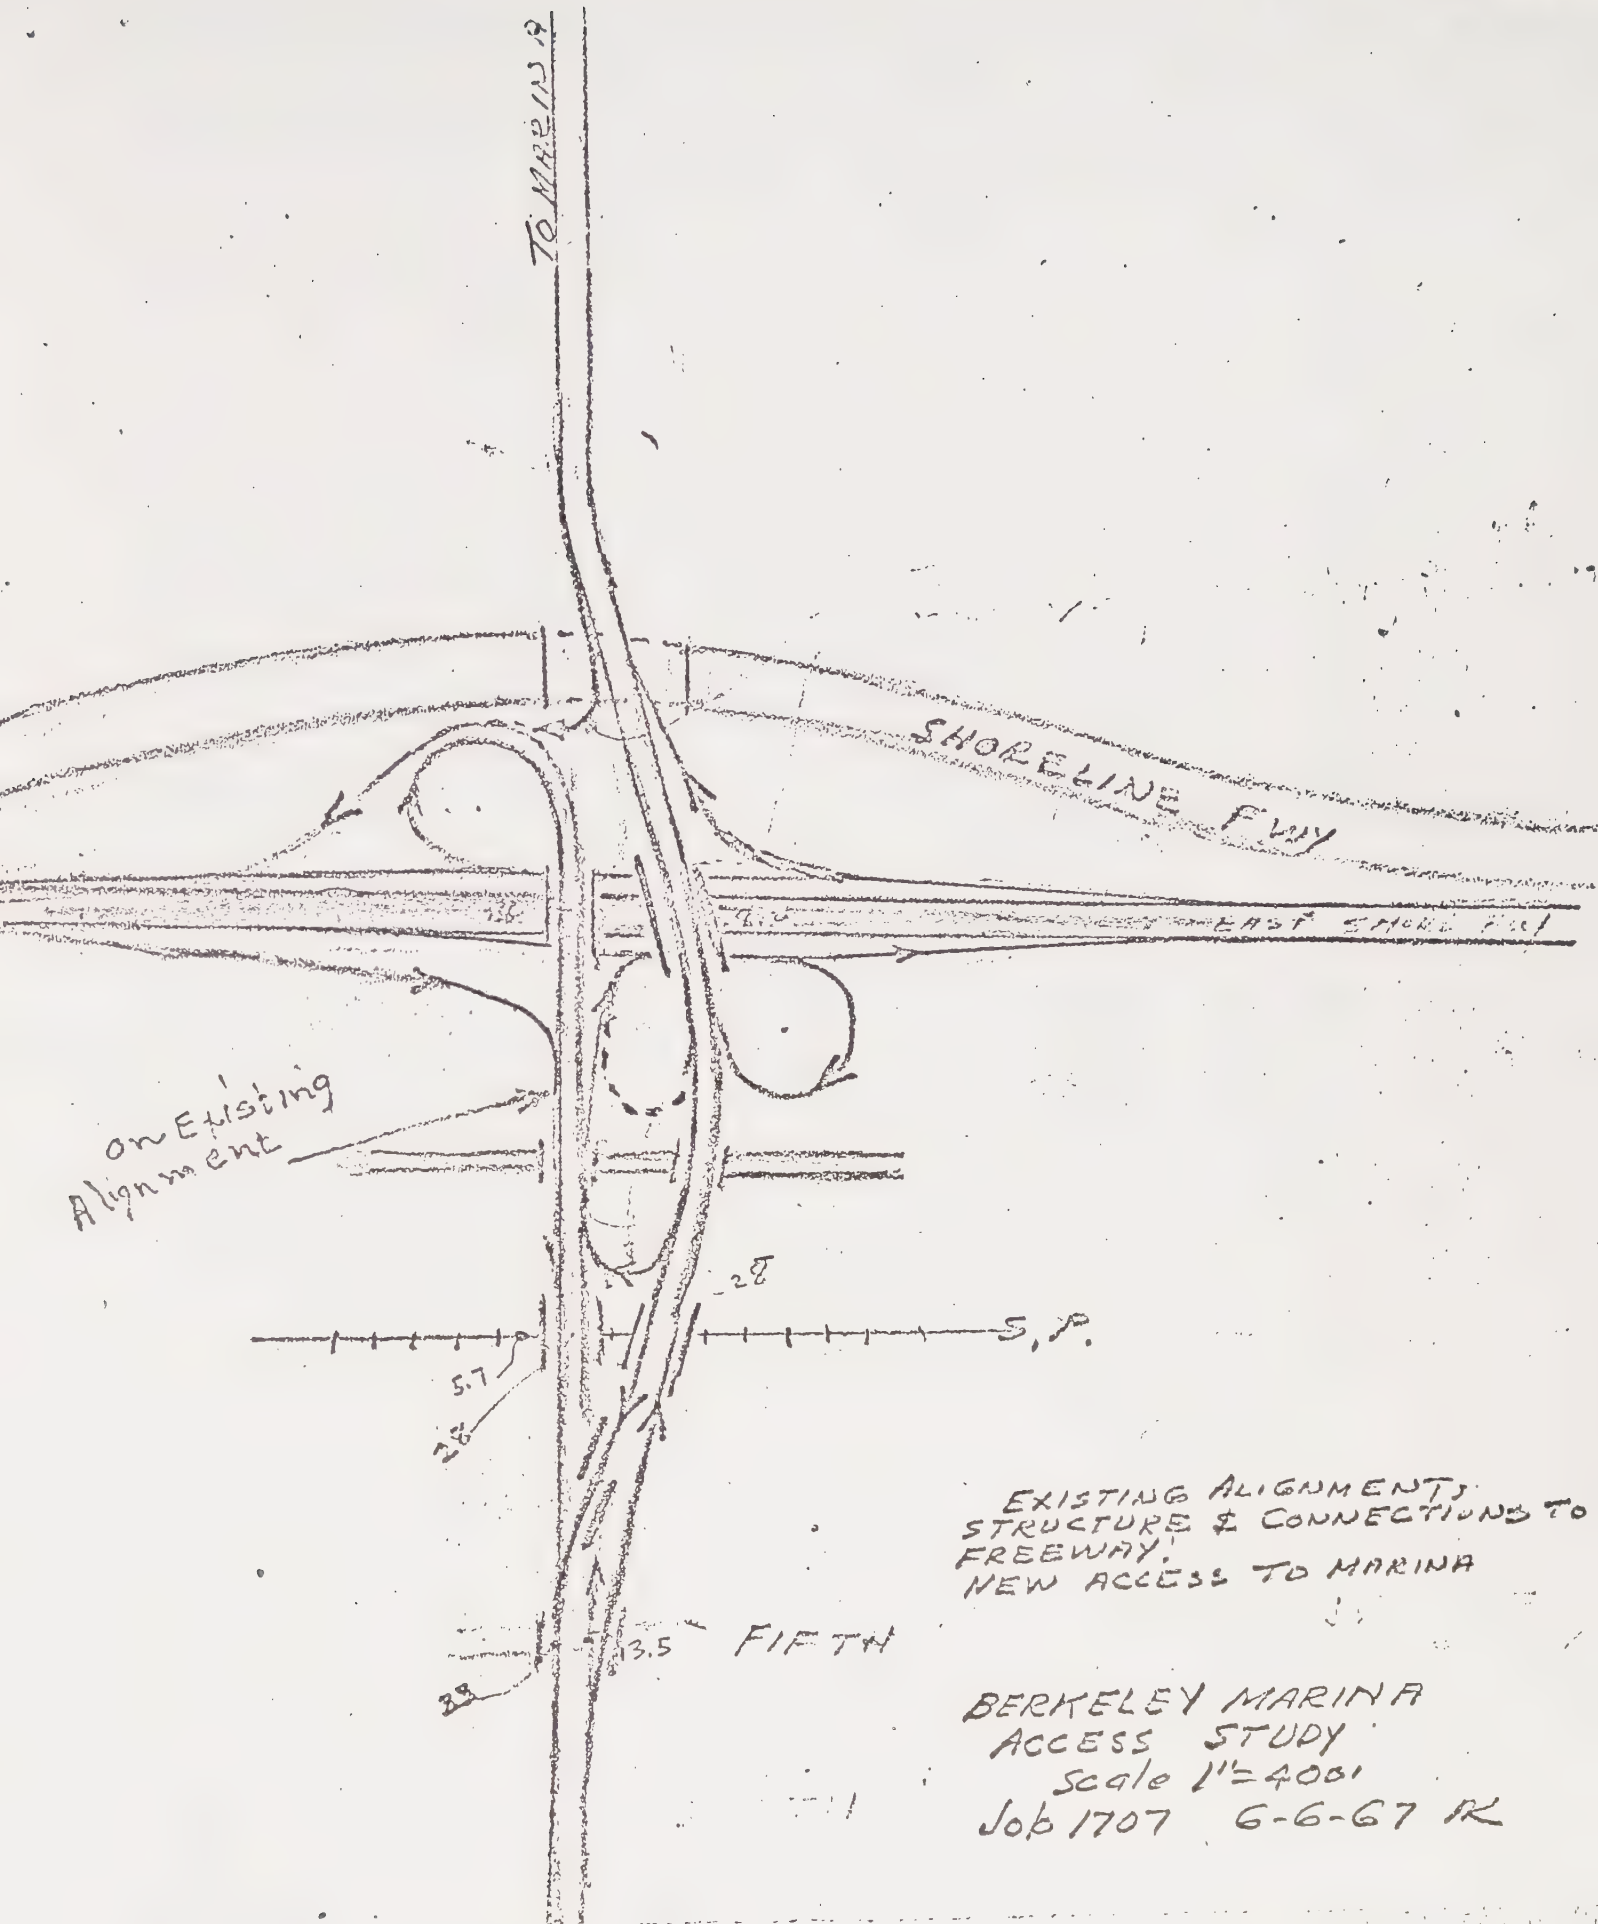 TO MARINA
SHORELINE FWY
EAST SHORE FWY
on Existing
Alignment
28
S.P.
5.7
28
EXISTING ALIGNMENT,
STRUCTURE & CONNECTIONS TO
FREEWAY.
NEW ACCESS TO MARINA
13.5
FIFTH
33
BERKELEY MARINA
ACCESS STUDY
Scale 1"=400'
Job 1707 6-6-67 PK